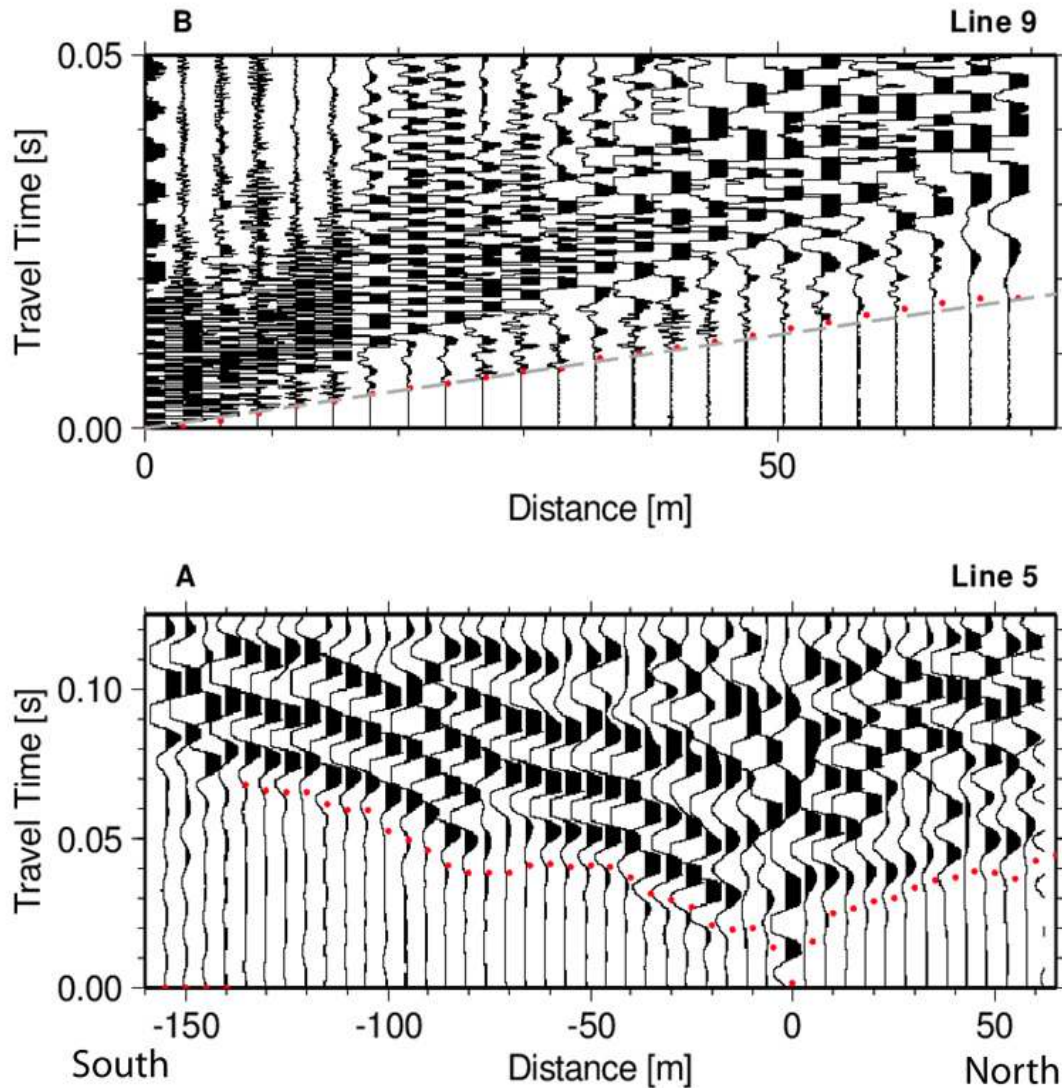 B Line 9
0.05
Travel Time [s]
0.00
0 50
Distance [m]
A Line 5
0.10
Travel Time [s]
0.05
0.00
-150 -100 -50 0 50
South Distance [m] North